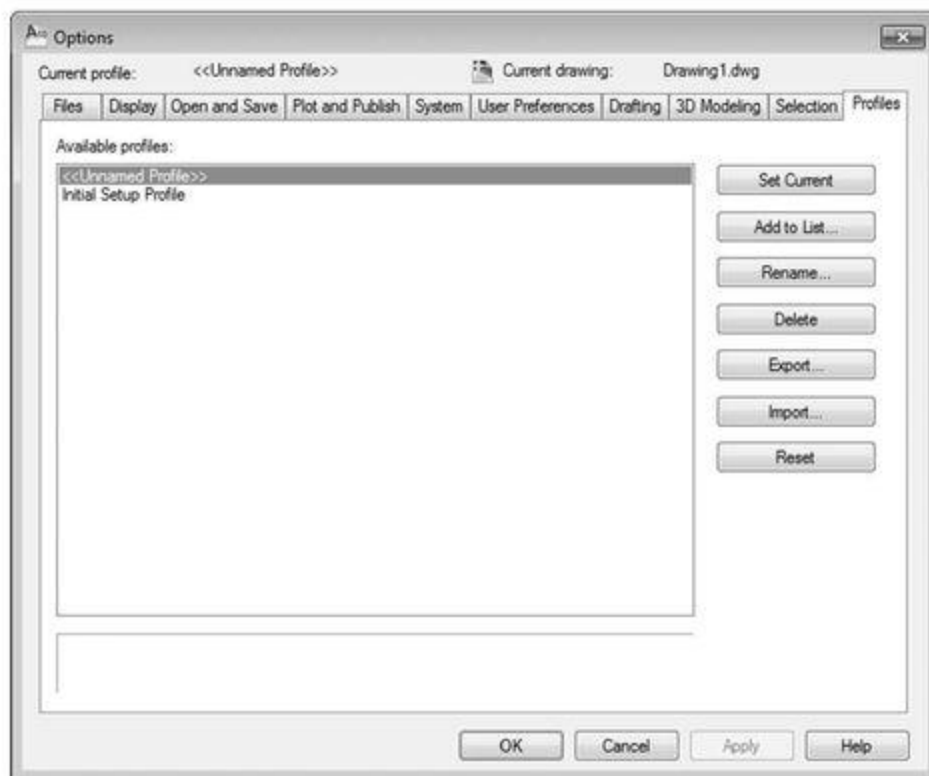 Options
Current profile: <<Unnamed Profile>> Current drawing: Drawing1.dwg
Files Display Open and Save Plot and Publish System User Preferences Drafting 3D Modeling Selection Profiles
Available profiles:
<<Unnamed Profile>>
Initial Setup Profile
Set Current
Add to List...
Rename...
Delete
Export...
Import...
Reset
OK Cancel Apply Help